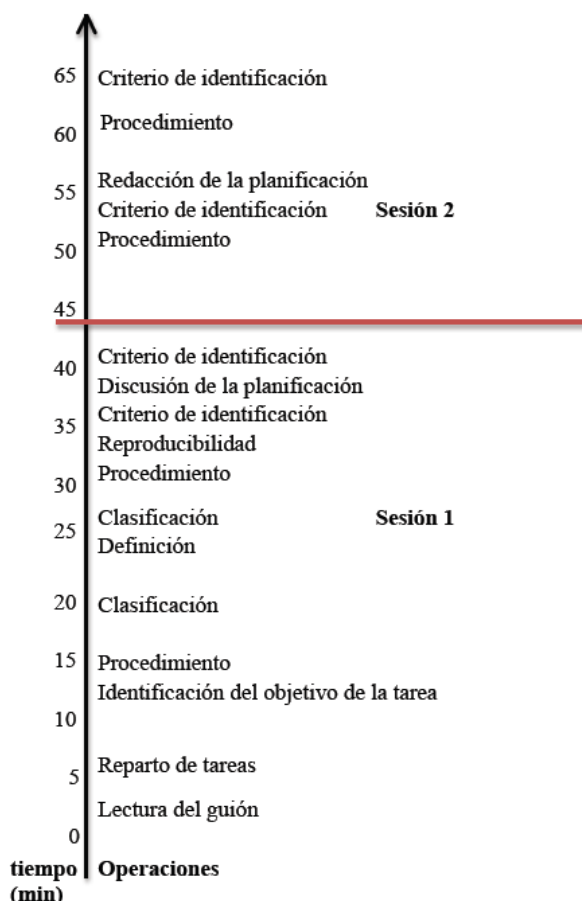 65 Criterio de identificación
60 Procedimiento
55 Redacción de la planificación
Criterio de identificación Sesión 2
50 Procedimiento
45
40 Criterio de identificación
Discusión de la planificación
35 Criterio de identificación
Reproducibilidad
30 Procedimiento
25 Clasificación Sesión 1
Definición
20 Clasificación
15 Procedimiento
Identificación del objetivo de la tarea
10
5 Reparto de tareas
Lectura del guión
0
tiempo Operaciones
(min)